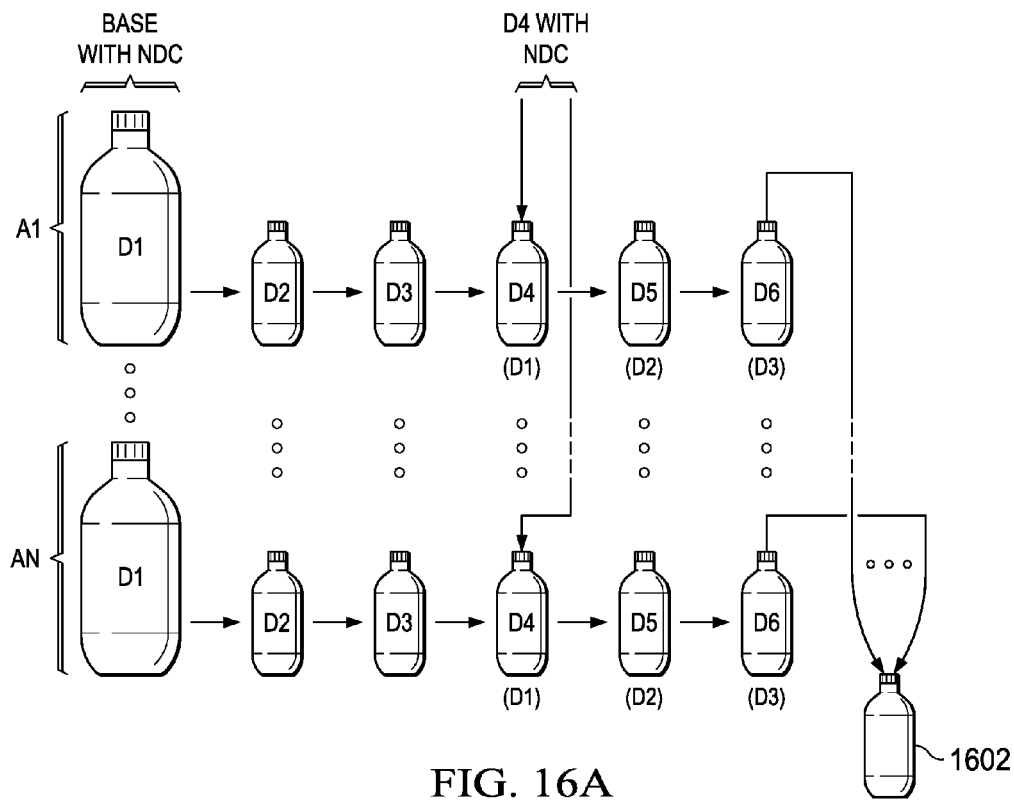 BASE
WITH NDC
D4 WITH
NDC
A1
D1
D2
D3
D4
D5
D6
(D1)
(D2)
(D3)
AN
D1
D2
D3
D4
D5
D6
(D1)
(D2)
(D3)
1602
FIG. 16A